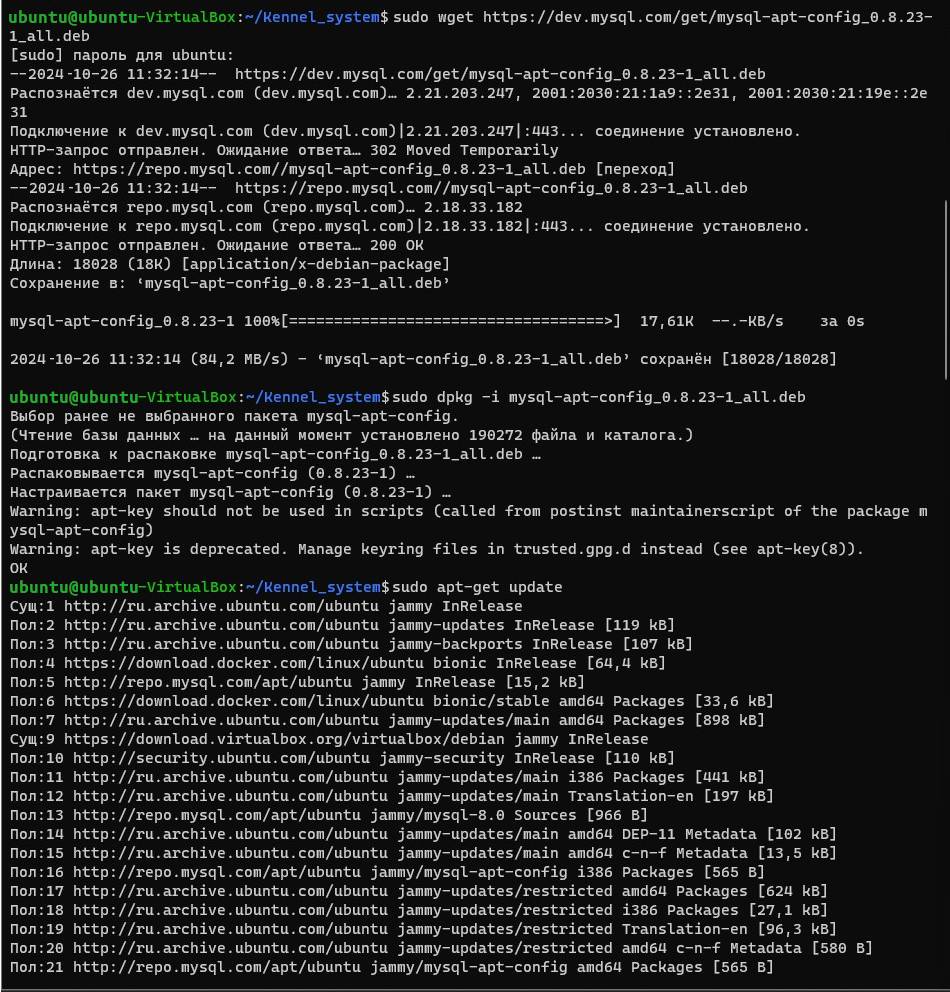 ubuntu@ubuntu-VirtualBox:~/Kennel_system$ sudo wget https://dev.mysql.com/get/mysql-apt-config_0.8.23-
1_all.deb
[sudo] пароль для ubuntu:
--2024-10-26 11:32:14--  https://dev.mysql.com/get/mysql-apt-config_0.8.23-1_all.deb
Распознаётся dev.mysql.com (dev.mysql.com)… 2.21.203.247, 2001:2030:21:1a9::2e31, 2001:2030:21:19e::2e
31
Подключение к dev.mysql.com (dev.mysql.com)|2.21.203.247|:443... соединение установлено.
HTTP-запрос отправлен. Ожидание ответа… 302 Moved Temporarily
Адрес: https://repo.mysql.com//mysql-apt-config_0.8.23-1_all.deb [переход]
--2024-10-26 11:32:14--  https://repo.mysql.com//mysql-apt-config_0.8.23-1_all.deb
Распознаётся repo.mysql.com (repo.mysql.com)… 2.18.33.182
Подключение к repo.mysql.com (repo.mysql.com)|2.18.33.182|:443... соединение установлено.
HTTP-запрос отправлен. Ожидание ответа… 200 OK
Длина: 18028 (18K) [application/x-debian-package]
Сохранение в: ‘mysql-apt-config_0.8.23-1_all.deb’
mysql-apt-config_0.8.23-1 100%[===================================>]  17,61K  --.-KB/s    за 0s
2024-10-26 11:32:14 (84,2 MB/s) - ‘mysql-apt-config_0.8.23-1_all.deb’ сохранён [18028/18028]
ubuntu@ubuntu-VirtualBox:~/Kennel_system$ sudo dpkg -i mysql-apt-config_0.8.23-1_all.deb
Выбор ранее не выбранного пакета mysql-apt-config.
(Чтение базы данных … на данный момент установлено 190272 файла и каталога.)
Подготовка к распаковке mysql-apt-config_0.8.23-1_all.deb …
Распаковывается mysql-apt-config (0.8.23-1) …
Настраивается пакет mysql-apt-config (0.8.23-1) …
Warning: apt-key should not be used in scripts (called from postinst maintainerscript of the package m
ysql-apt-config)
Warning: apt-key is deprecated. Manage keyring files in trusted.gpg.d instead (see apt-key(8)).
OK
ubuntu@ubuntu-VirtualBox:~/Kennel_system$ sudo apt-get update
Сущ:1 http://ru.archive.ubuntu.com/ubuntu jammy InRelease
Пол:2 http://ru.archive.ubuntu.com/ubuntu jammy-updates InRelease [119 kB]
Пол:3 http://ru.archive.ubuntu.com/ubuntu jammy-backports InRelease [107 kB]
Пол:4 https://download.docker.com/linux/ubuntu bionic InRelease [64,4 kB]
Пол:5 http://repo.mysql.com/apt/ubuntu jammy InRelease [15,2 kB]
Пол:6 https://download.docker.com/linux/ubuntu bionic/stable amd64 Packages [33,6 kB]
Пол:7 http://ru.archive.ubuntu.com/ubuntu jammy-updates/main amd64 Packages [898 kB]
Сущ:9 https://download.virtualbox.org/virtualbox/debian jammy InRelease
Пол:10 http://security.ubuntu.com/ubuntu jammy-security InRelease [110 kB]
Пол:11 http://ru.archive.ubuntu.com/ubuntu jammy-updates/main i386 Packages [441 kB]
Пол:12 http://ru.archive.ubuntu.com/ubuntu jammy-updates/main Translation-en [197 kB]
Пол:13 http://repo.mysql.com/apt/ubuntu jammy/mysql-8.0 Sources [966 B]
Пол:14 http://ru.archive.ubuntu.com/ubuntu jammy-updates/main amd64 DEP-11 Metadata [102 kB]
Пол:15 http://ru.archive.ubuntu.com/ubuntu jammy-updates/main amd64 c-n-f Metadata [13,5 kB]
Пол:16 http://repo.mysql.com/apt/ubuntu jammy/mysql-apt-config i386 Packages [565 B]
Пол:17 http://ru.archive.ubuntu.com/ubuntu jammy-updates/restricted amd64 Packages [624 kB]
Пол:18 http://ru.archive.ubuntu.com/ubuntu jammy-updates/restricted i386 Packages [27,1 kB]
Пол:19 http://ru.archive.ubuntu.com/ubuntu jammy-updates/restricted Translation-en [96,3 kB]
Пол:20 http://ru.archive.ubuntu.com/ubuntu jammy-updates/restricted amd64 c-n-f Metadata [580 B]
Пол:21 http://repo.mysql.com/apt/ubuntu jammy/mysql-apt-config amd64 Packages [565 B]